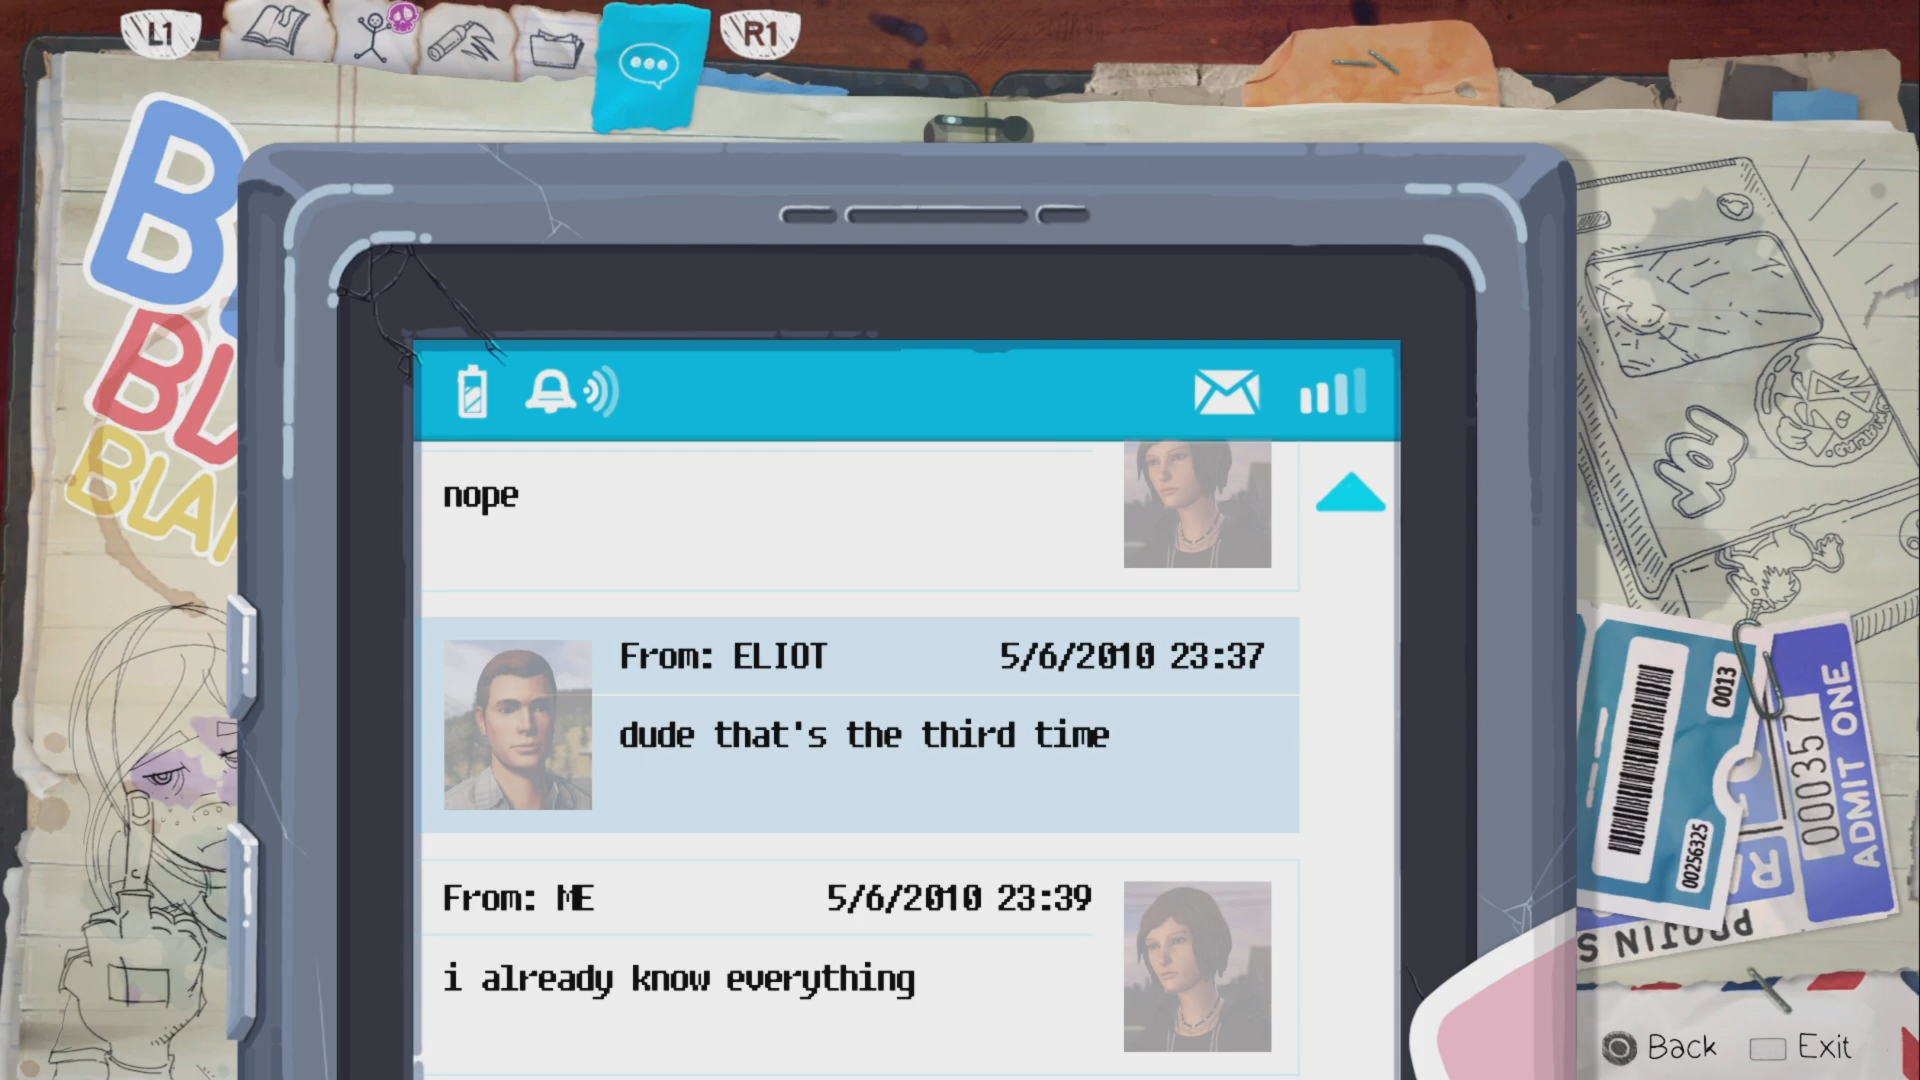 L1
R1
nope
From: ELIOT
5/6/2010 23:37
dude that's the third time
From: ME
5/6/2010 23:39
i already know everything
0013
00256325
000357
ADMIT ONE
Back
Exit